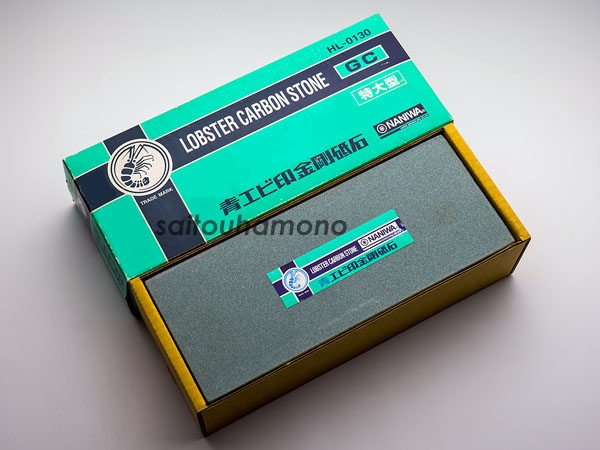 HL-0130
LOBSTER CARBON STONE GC
特大型
TRADE MARK
青エビ印金剛砥石
NANIWA
saitouhamono
LOBSTER CARBON STONE NANIWA
青エビ印金剛砥石